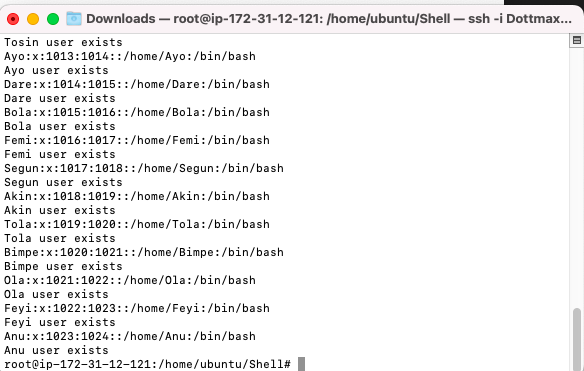 Downloads — root@ip-172-31-12-121: /home/ubuntu/Shell — ssh -i Dottmax...
Tosin user exists
Ayo:x:1013:1014::/home/Ayo:/bin/bash
Ayo user exists
Dare:x:1014:1015::/home/Dare:/bin/bash
Dare user exists
Bola:x:1015:1016::/home/Bola:/bin/bash
Bola user exists
Femi:x:1016:1017::/home/Femi:/bin/bash
Femi user exists
Segun:x:1017:1018::/home/Segun:/bin/bash
Segun user exists
Akin:x:1018:1019::/home/Akin:/bin/bash
Akin user exists
Tola:x:1019:1020::/home/Tola:/bin/bash
Tola user exists
Bimpe:x:1020:1021::/home/Bimpe:/bin/bash
Bimpe user exists
Ola:x:1021:1022::/home/Ola:/bin/bash
Ola user exists
Feyi:x:1022:1023::/home/Feyi:/bin/bash
Feyi user exists
Anu:x:1023:1024::/home/Anu:/bin/bash
Anu user exists
root@ip-172-31-12-121:/home/ubuntu/Shell#